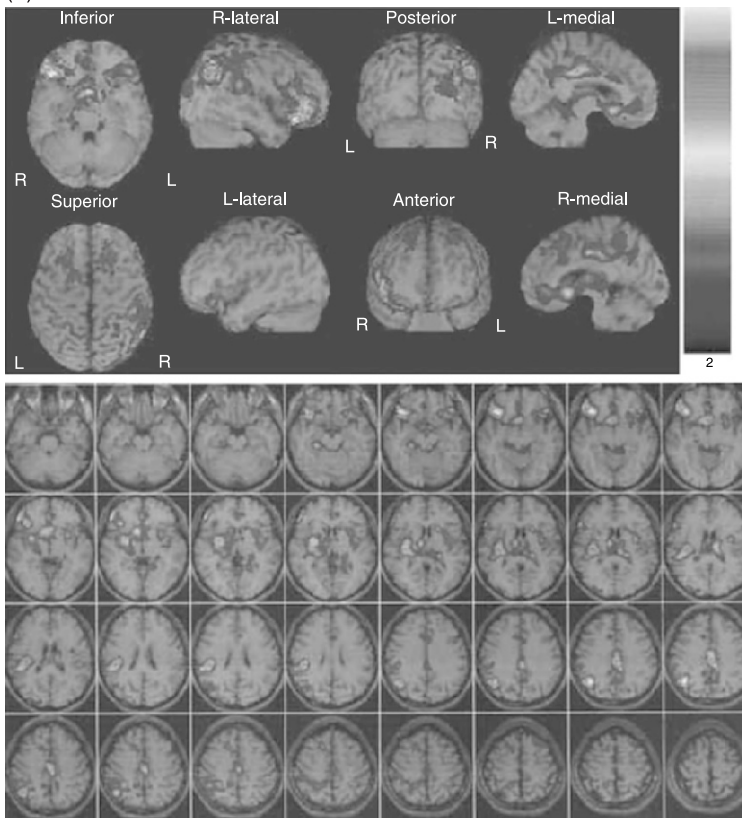 Inferior R-lateral Posterior L-medial
R L L R
Superior L-lateral Anterior R-medial
L R R L
2